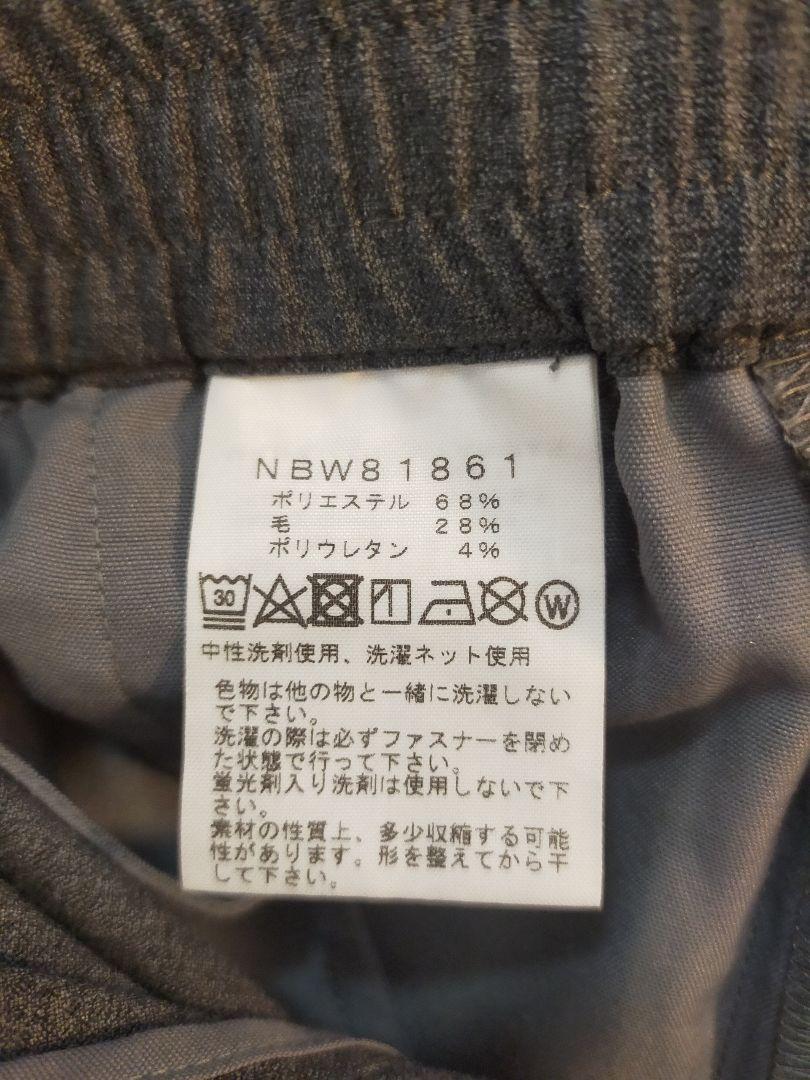 NBW81861
ポリエステル 68%
毛 28%
ポリウレタン 4%
30 W
中性洗剤使用、洗濯ネット使用
色物は他の物と一緒に洗濯しない
で下さい。
洗濯の際は必ずファスナーを閉め
た状態で行って下さい。
蛍光剤入り洗剤は使用しないで下
さい。
素材の性質上、多少収縮する可能
性があります。形を整えてから干
して下さい。